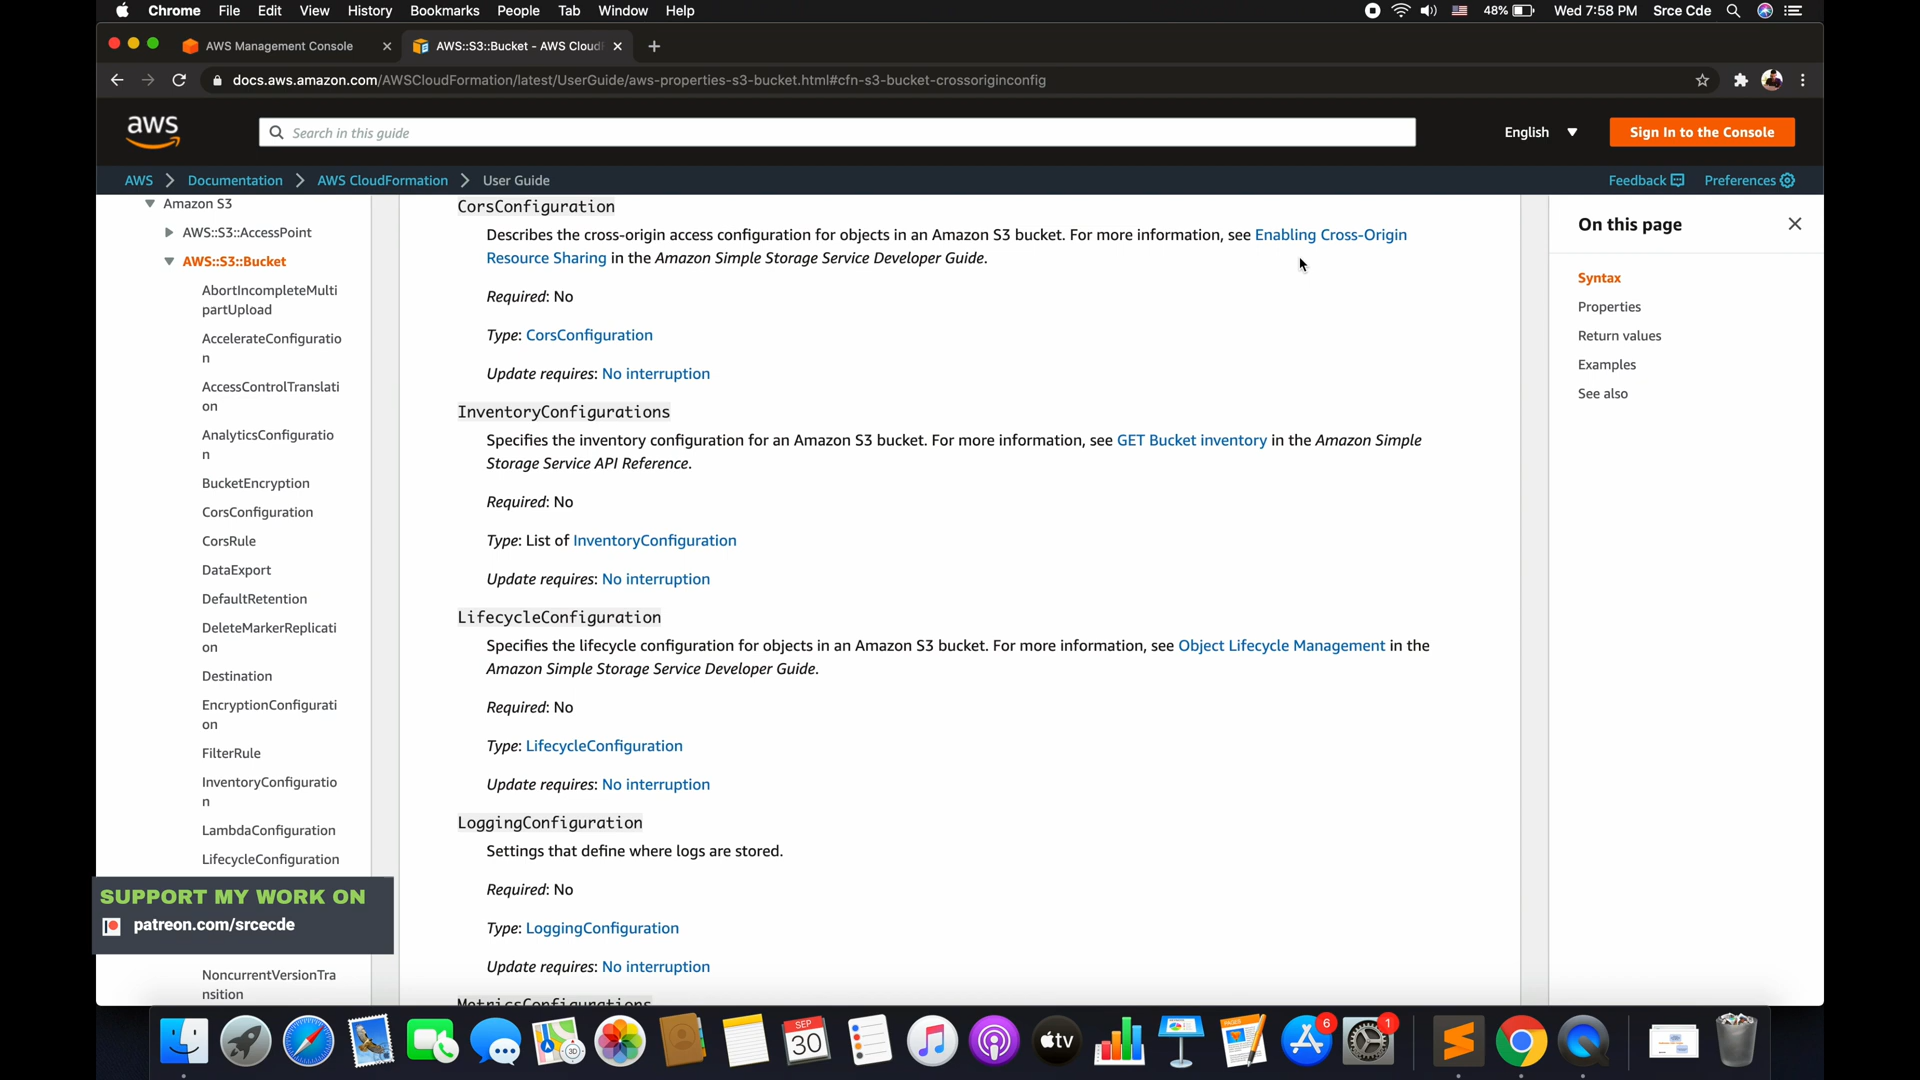 Chrome File Edit View History Bookmarks People Tab Window Help
48% Wed 7:58 PM Srce Cde
AWS Management Console
AWS::S3::Bucket - AWS Cloud
docs.aws.amazon.com/AWSCloudFormation/latest/UserGuide/aws-properties-s3-bucket.html#cfn-s3-bucket-crossoriginconfig
aws
Search in this guide
English
Sign In to the Console
AWS Documentation AWS CloudFormation User Guide
Feedback Preferences
Amazon S3
AWS::S3::AccessPoint
AWS::S3::Bucket
AbortIncompleteMulti
partUpload
AccelerateConfiguratio
n
AccessControlTranslati
on
AnalyticsConfiguratio
n
BucketEncryption
CorsConfiguration
CorsRule
DataExport
DefaultRetention
DeleteMarkerReplicati
on
Destination
EncryptionConfigurati
on
FilterRule
InventoryConfiguratio
n
LambdaConfiguration
LifecycleConfiguration
SUPPORT MY WORK ON
patreon.com/srcecde
NoncurrentVersionTra
nsition
CorsConfiguration
Describes the cross-origin access configuration for objects in an Amazon S3 bucket. For more information, see Enabling Cross-Origin
Resource Sharing in the Amazon Simple Storage Service Developer Guide.
Required: No
Type: CorsConfiguration
Update requires: No interruption
InventoryConfigurations
Specifies the inventory configuration for an Amazon S3 bucket. For more information, see GET Bucket inventory in the Amazon Simple
Storage Service API Reference.
Required: No
Type: List of InventoryConfiguration
Update requires: No interruption
LifecycleConfiguration
Specifies the lifecycle configuration for objects in an Amazon S3 bucket. For more information, see Object Lifecycle Management in the
Amazon Simple Storage Service Developer Guide.
Required: No
Type: LifecycleConfiguration
Update requires: No interruption
LoggingConfiguration
Settings that define where logs are stored.
Required: No
Type: LoggingConfiguration
Update requires: No interruption
MetricsConfigurations
On this page
Syntax
Properties
Return values
Examples
See also
SEP
30
tv
PAGES
6
1